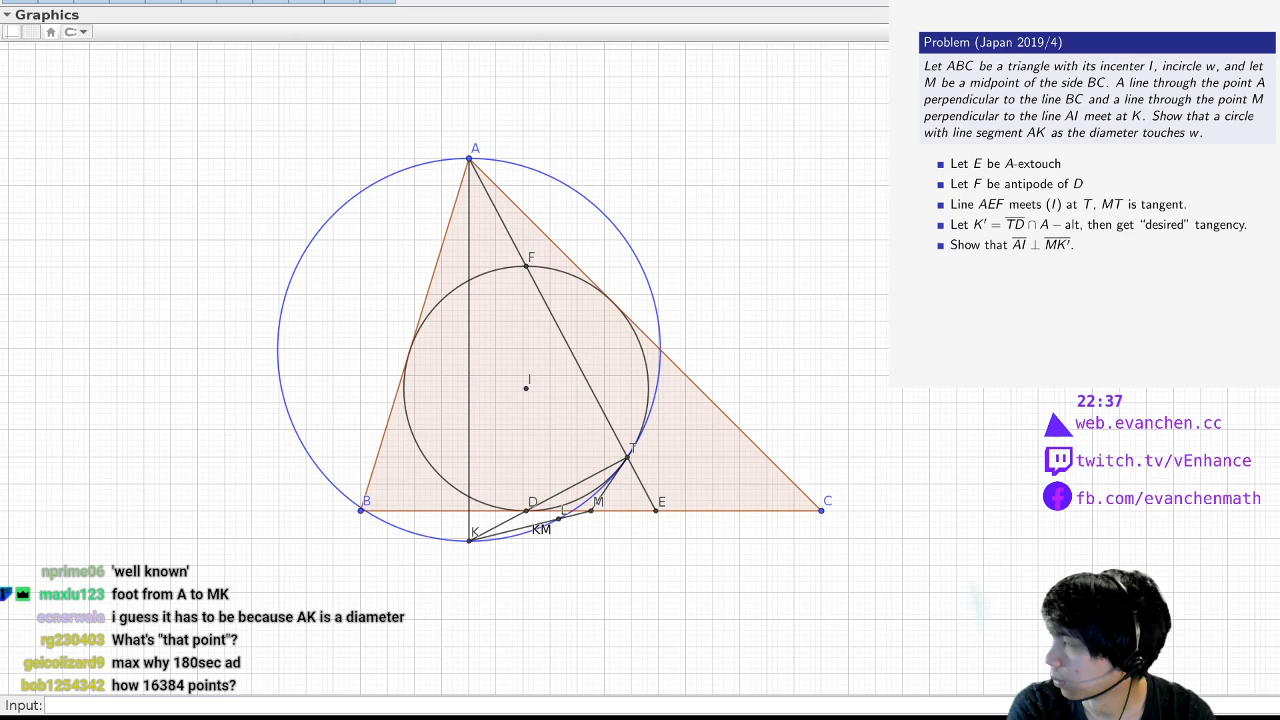 Graphics
Problem (Japan 2019/4)
Let ABC be a triangle with its incenter I, incircle w, and let
M be a midpoint of the side BC. A line through the point A
perpendicular to the line BC and a line through the point M
perpendicular to the line AI meet at K. Show that a circle
with line segment AK as the diameter touches w.
Let E be A-extouch
Let F be antipode of D
Line AEF meets (I) at T, MT is tangent.
Let K′ = TD ∩ A − alt, then get “desired” tangency.
Show that AI ⊥ MK′.
A
F
I
T
B
D
L
M
E
C
K
KM
22:37
web.evanchen.cc
twitch.tv/vEnhance
fb.com/evanchenmath
nprime06 'well known'
maxlu123 foot from A to MK
ecnerwala i guess it has to be because AK is a diameter
rg230403 What's "that point"?
geicolizard9 max why 180sec ad
bob1254342 how 16384 points?
Input: